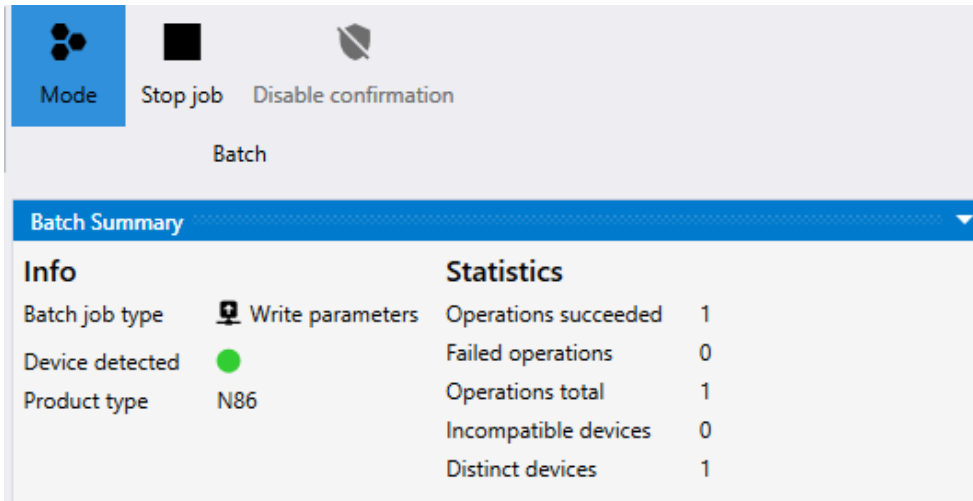 Mode
Stop job
Disable confirmation
Batch
Batch Summary
Info
Batch job type
Write parameters
Device detected
Product type
N86
Statistics
Operations succeeded 1
Failed operations 0
Operations total 1
Incompatible devices 0
Distinct devices 1